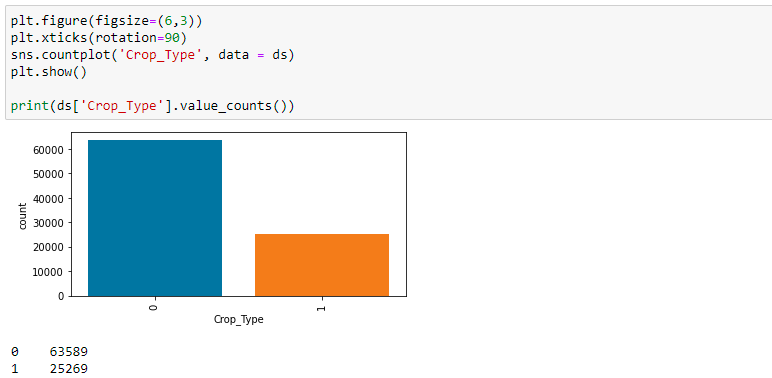 plt.figure(figsize=(6,3))
plt.xticks(rotation=90)
sns.countplot('Crop_Type', data = ds)
plt.show()
print(ds['Crop_Type'].value_counts())
60000
50000
40000
30000
20000
10000
0
count
0 1
Crop_Type
0 63589
1 25269